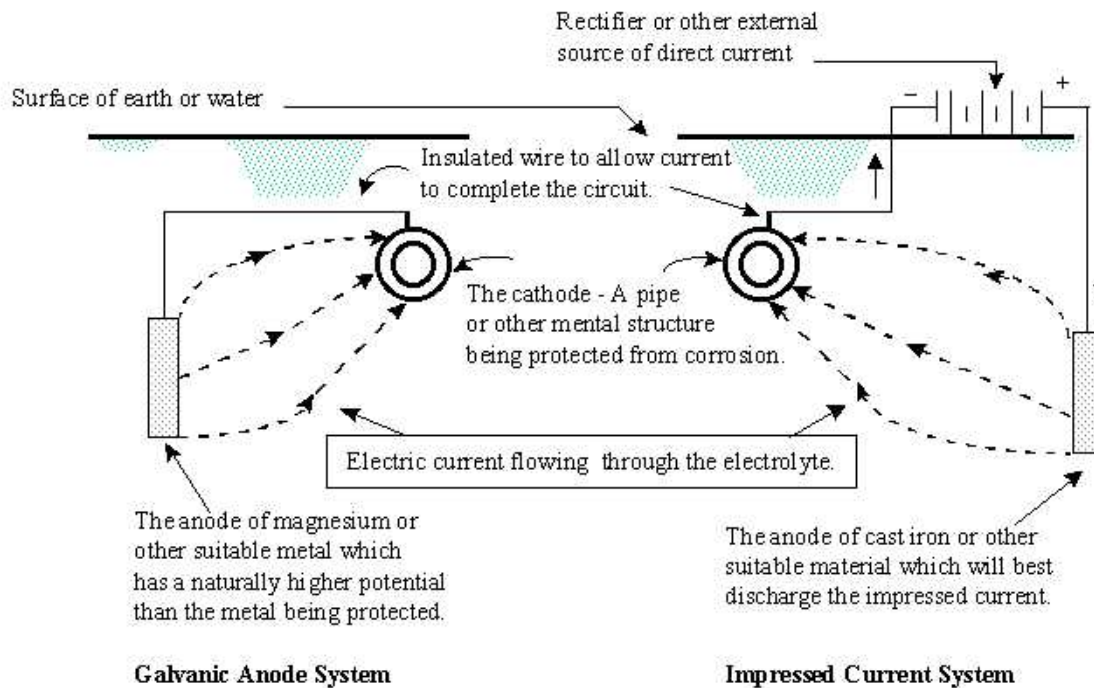 Rectifier or other external
source of direct current
Surface of earth or water
− +
Insulated wire to allow current
to complete the circuit.
The cathode - A pipe
or other mental structure
being protected from corrosion.
Electric current flowing through the electrolyte.
The anode of magnesium or
other suitable metal which
has a naturally higher potential
than the metal being protected.
The anode of cast iron or other
suitable material which will best
discharge the impressed current.
Galvanic Anode System
Impressed Current System